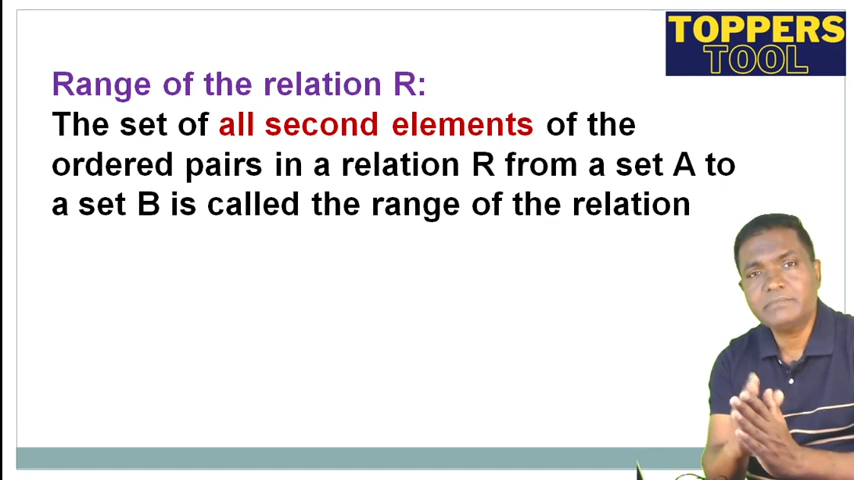 TOPPERS
TOOL
Range of the relation R:
The set of all second elements of the
ordered pairs in a relation R from a set A to
a set B is called the range of the relation